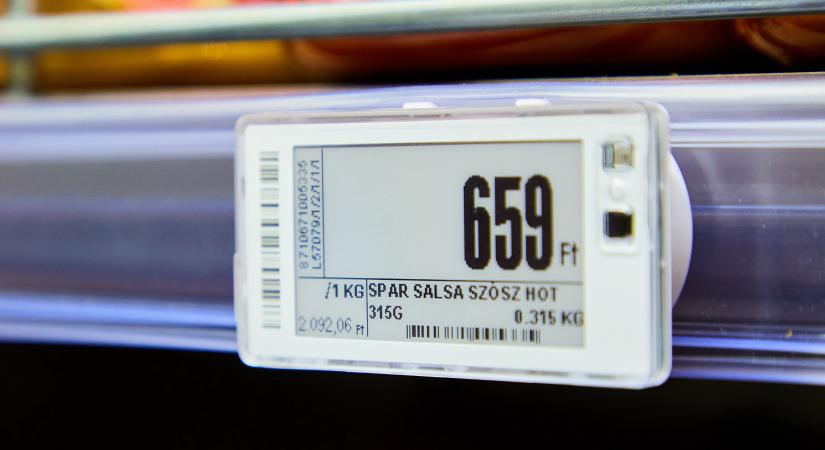 8710671005335
L57079/1/2/1/1/1
659 Ft
/1 KG
2.092,06 Ft
SPAR SALSA SZÓSZ HOT
315G
0.315 KG